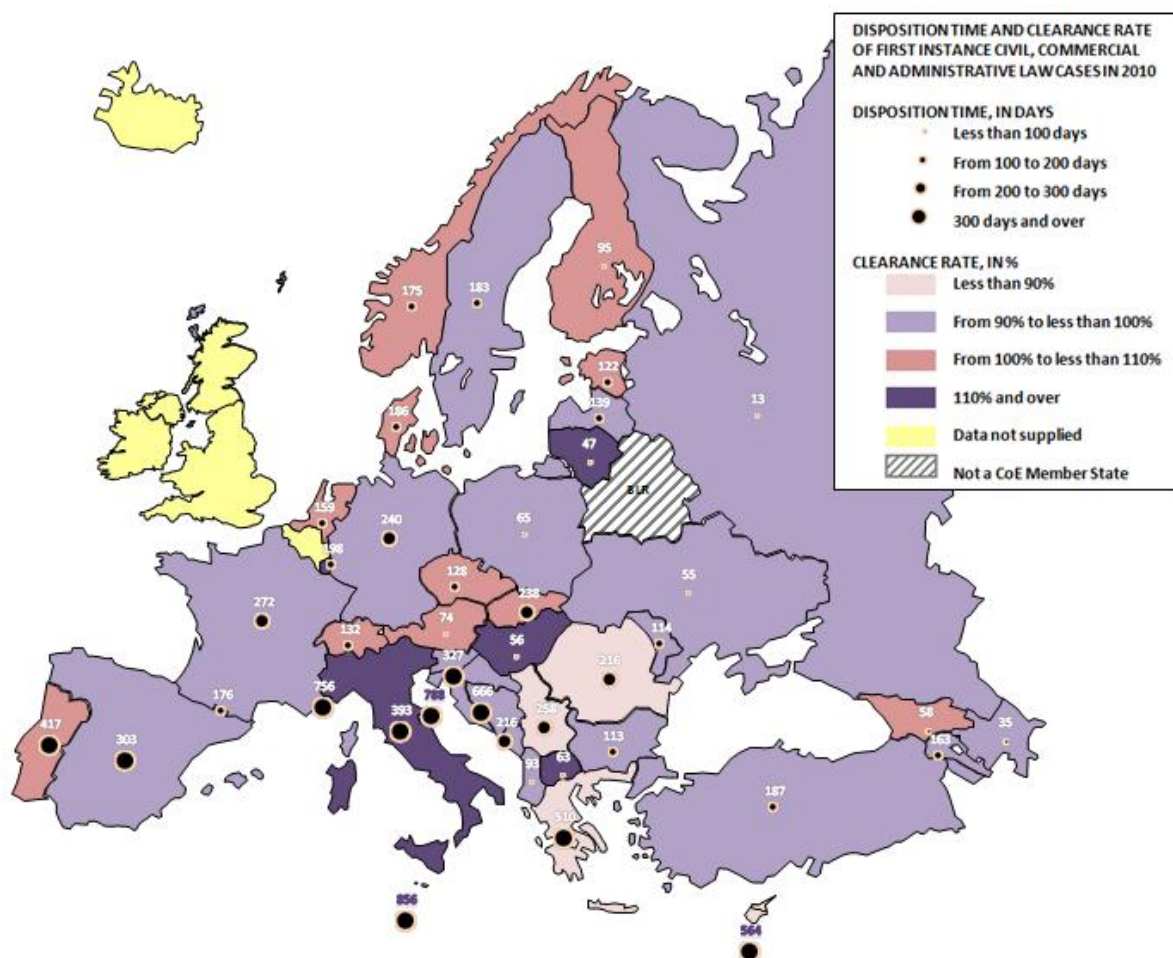 DISPOSITION TIME AND CLEARANCE RATE
OF FIRST INSTANCE CIVIL, COMMERCIAL
AND ADMINISTRATIVE LAW CASES IN 2010
DISPOSITION TIME, IN DAYS
Less than 100 days
From 100 to 200 days
From 200 to 300 days
300 days and over
CLEARANCE RATE, IN %
Less than 90%
From 90% to less than 100%
From 100% to less than 110%
110% and over
Data not supplied
Not a CoE Member State
95
175
183
122
13
139
186
47
BLR
159
65
240
198
128
55
238
272
74
132
56
114
327
216
176
756
788
666
393
258
58
417
216
35
303
113
163
93
63
187
510
856
564